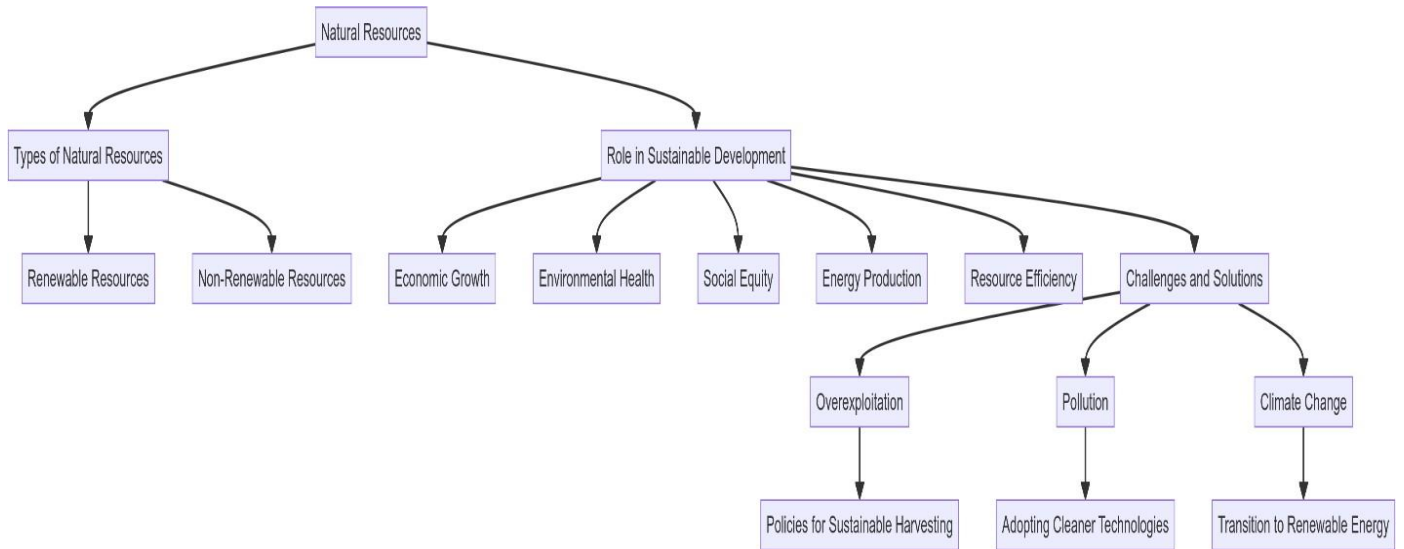 Natural Resources
Types of Natural Resources
Role in Sustainable Development
Renewable Resources
Non-Renewable Resources
Economic Growth
Environmental Health
Social Equity
Energy Production
Resource Efficiency
Challenges and Solutions
Overexploitation
Pollution
Climate Change
Policies for Sustainable Harvesting
Adopting Cleaner Technologies
Transition to Renewable Energy